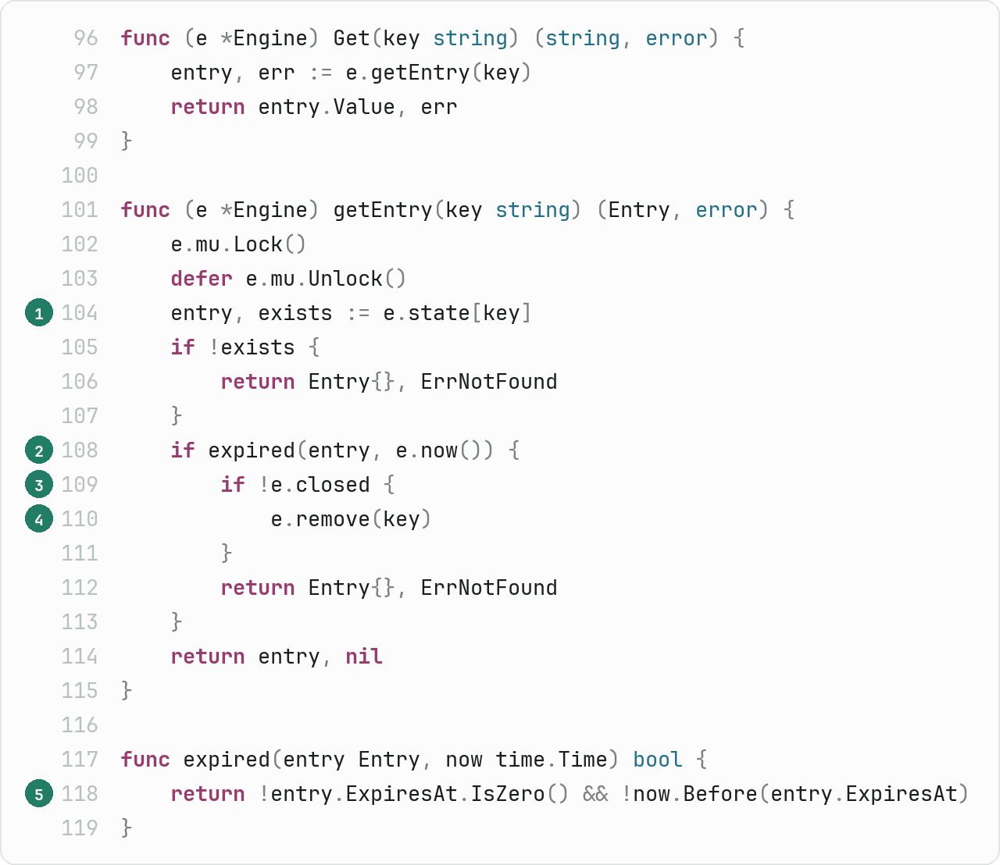 96 func (e *Engine) Get(key string) (string, error) {
97     entry, err := e.getEntry(key)
98     return entry.Value, err
99 }
100
101 func (e *Engine) getEntry(key string) (Entry, error) {
102     e.mu.Lock()
103     defer e.mu.Unlock()
1 104     entry, exists := e.state[key]
105     if !exists {
106         return Entry{}, ErrNotFound
107     }
2 108     if expired(entry, e.now()) {
3 109         if !e.closed {
4 110             e.remove(key)
111         }
112         return Entry{}, ErrNotFound
113     }
114     return entry, nil
115 }
116
117 func expired(entry Entry, now time.Time) bool {
5 118     return !entry.ExpiresAt.IsZero() && !now.Before(entry.ExpiresAt)
119 }